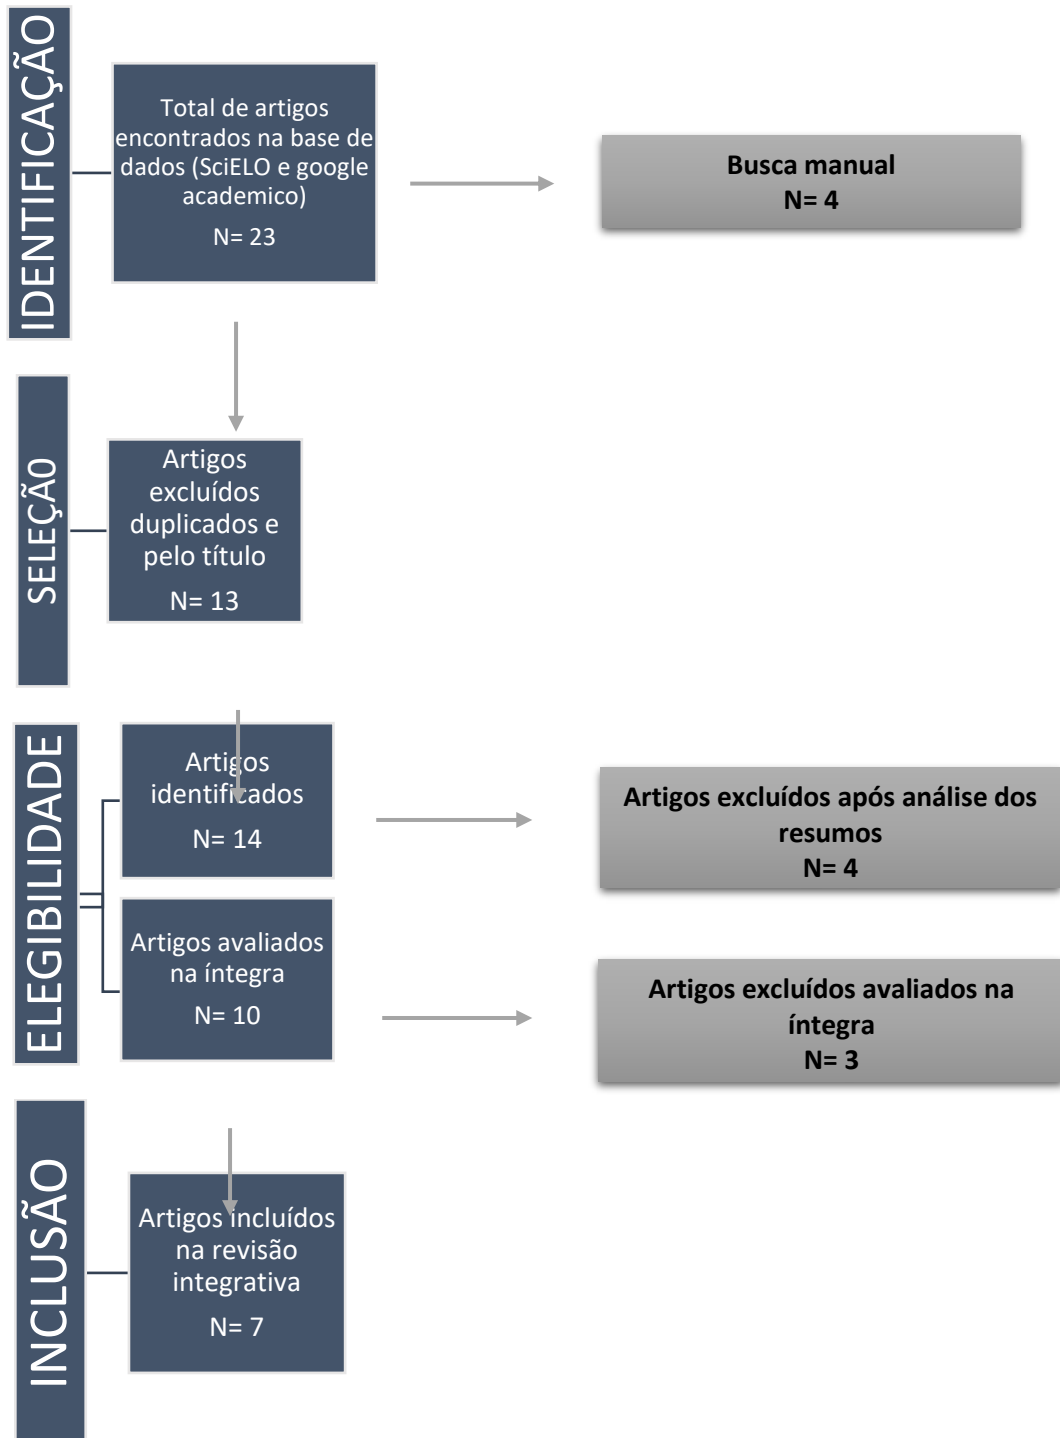 IDENTIFICAÇÃO
Total de artigos
encontrados na base de
dados (SciELO e google
academico)
N= 23
Busca manual
N= 4
SELEÇÃO
Artigos
excluídos
duplicados e
pelo título
N= 13
ELEGIBILIDADE
Artigos
identificados
N= 14
Artigos excluídos após análise dos
resumos
N= 4
Artigos avaliados
na íntegra
N= 10
Artigos excluídos avaliados na
íntegra
N= 3
INCLUSÃO
Artigos incluídos
na revisão
integrativa
N= 7